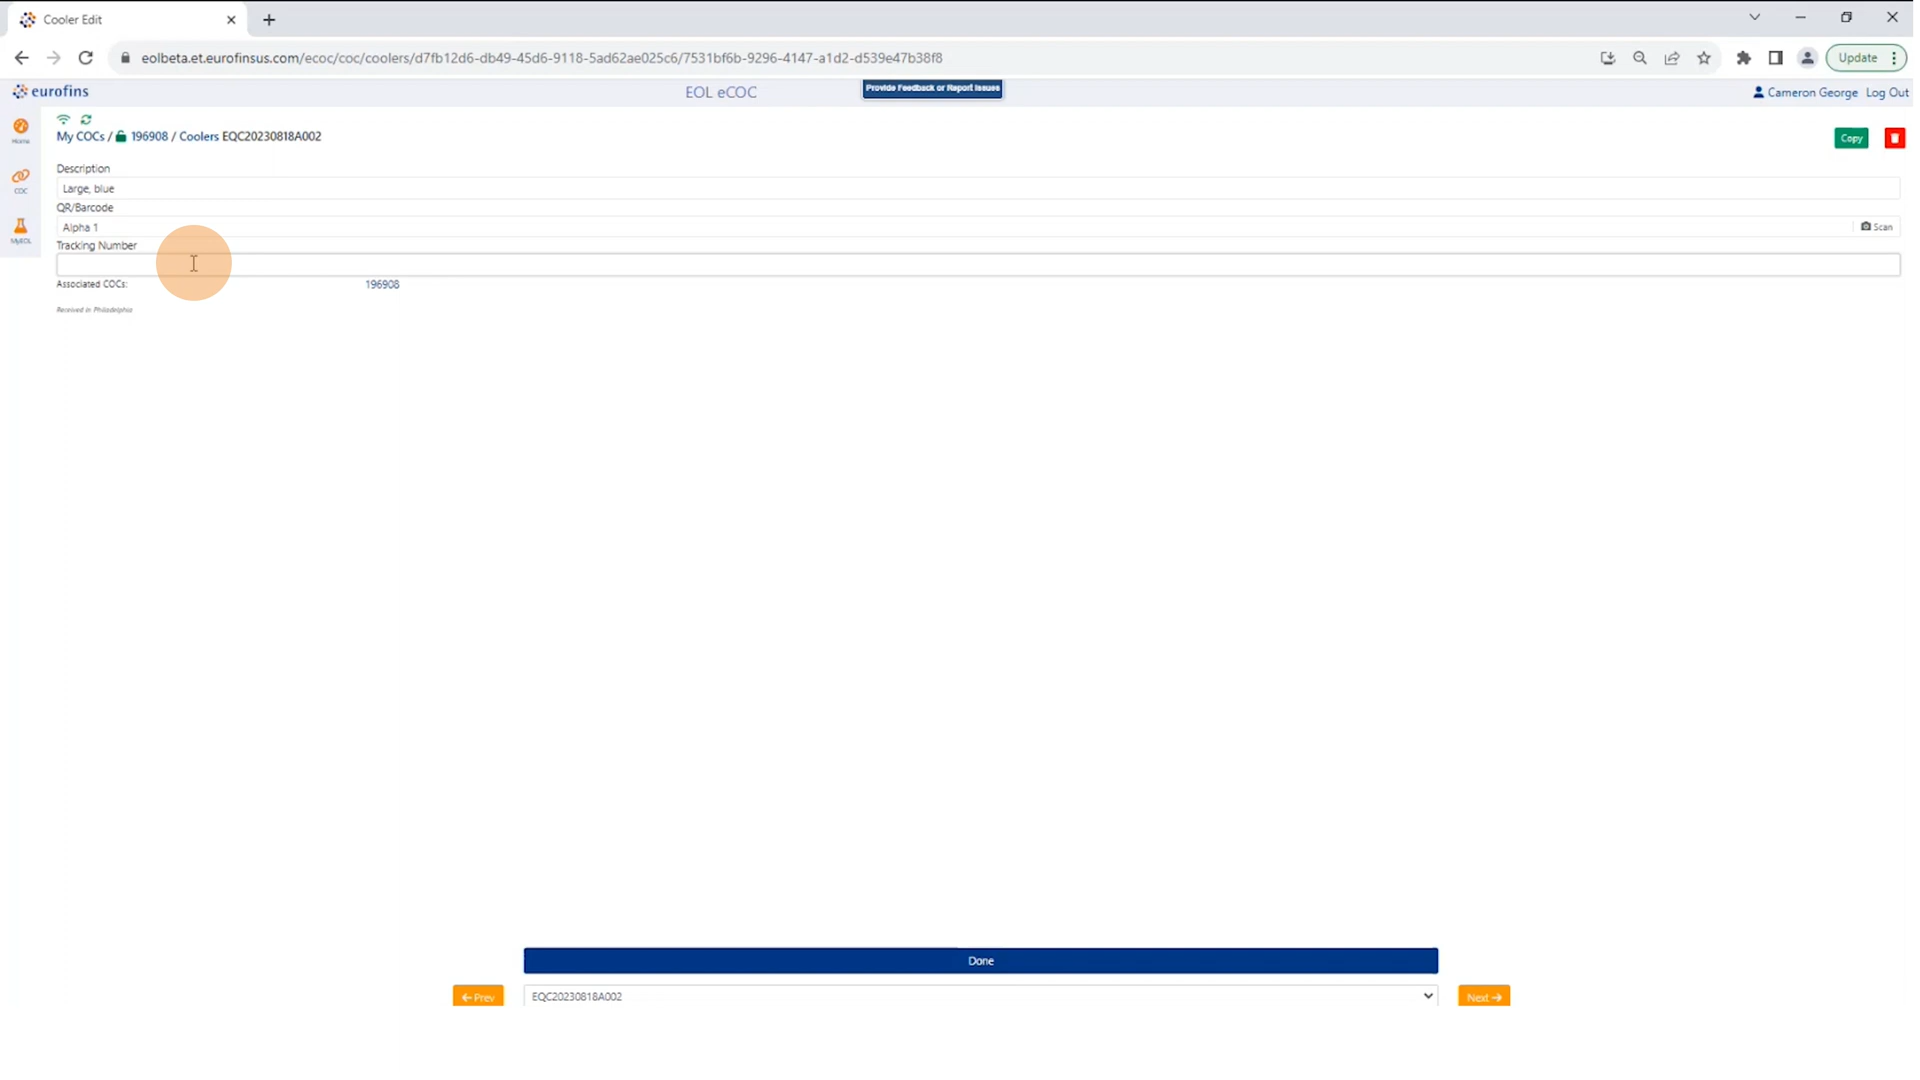 Cooler Edit
eolbeta.et.eurofinsus.com/ecoc/coc/coolers/d7fb12d6-db49-45d6-9118-5ad62ae025c6/7531bf6b-9296-4147-a1d2-d539e47b38f8
Update
eurofins
EOL eCOC
Provide Feedback or Report Issues
Cameron George Log Out
Home
My COCs / 196908 / Coolers EQC20230818A002
Copy
Description
COC
Large, blue
QR/Barcode
Alpha 1
Scan
MyEOL
Tracking Number
Associated COCs:
196908
Received in Philadelphia
Done
← Prev
EQC20230818A002
Next →